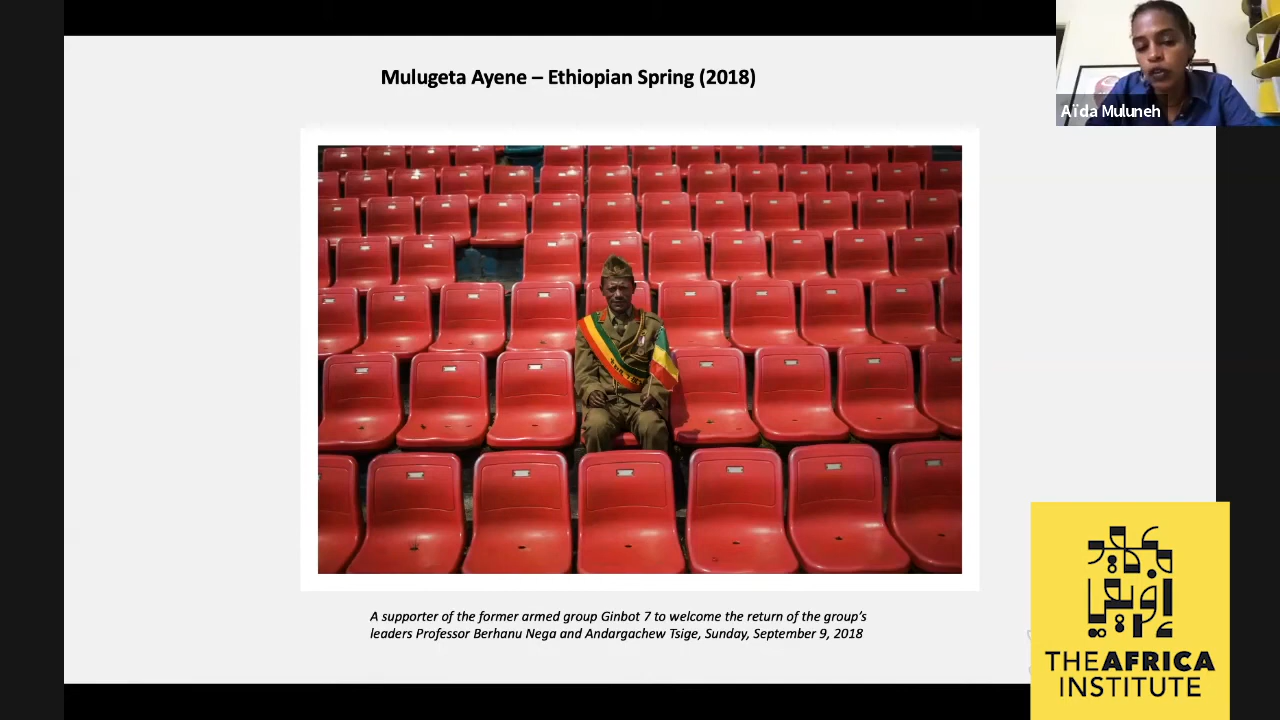 Mulugeta Ayene – Ethiopian Spring (2018)
Aïda Muluneh
A supporter of the former armed group Ginbot 7 to welcome the return of the group's
leaders Professor Berhanu Nega and Andargachew Tsige, Sunday, September 9, 2018
أفريقيا
THE AFRICA
INSTITUTE